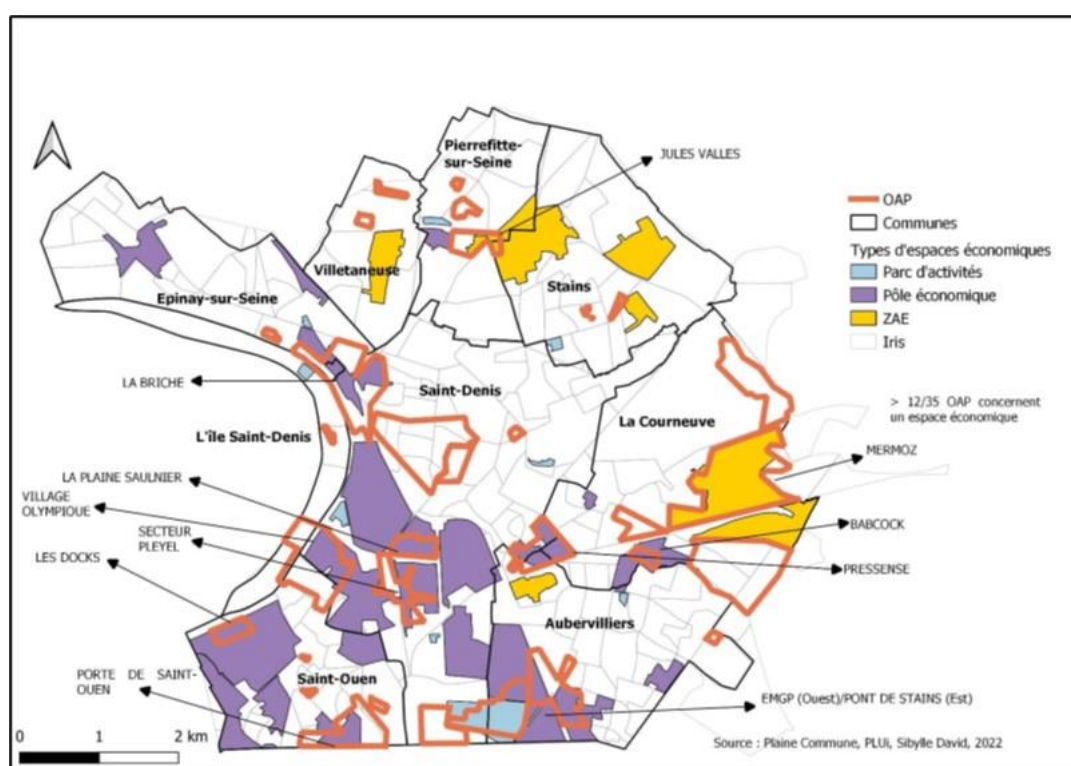 Pierrefitte-
sur-Seine
JULES VALLES
OAP
Communes
Types d'espaces économiques
Parc d'activités
Pôle économique
ZAE
Iris
Villetaneuse
Epinay-sur-Seine
Stains
LA BRICHE
Saint-Denis
> 12/35 OAP concernent
un espace économique
La Courneuve
L'île Saint-Denis
MERMOZ
LA PLAINE SAULNIER
VILLAGE
OLYMPIQUE
SECTEUR
PLEYEL
BABCOCK
LES DOCKS
PRESSENSE
Aubervilliers
PORTE DE SAINT-
OUEN
Saint-Ouen
EMGP (Ouest)/PONT DE STAINS (Est)
0 1 2 km
Source : Plaine Commune, PLUi, Sibylle David, 2022